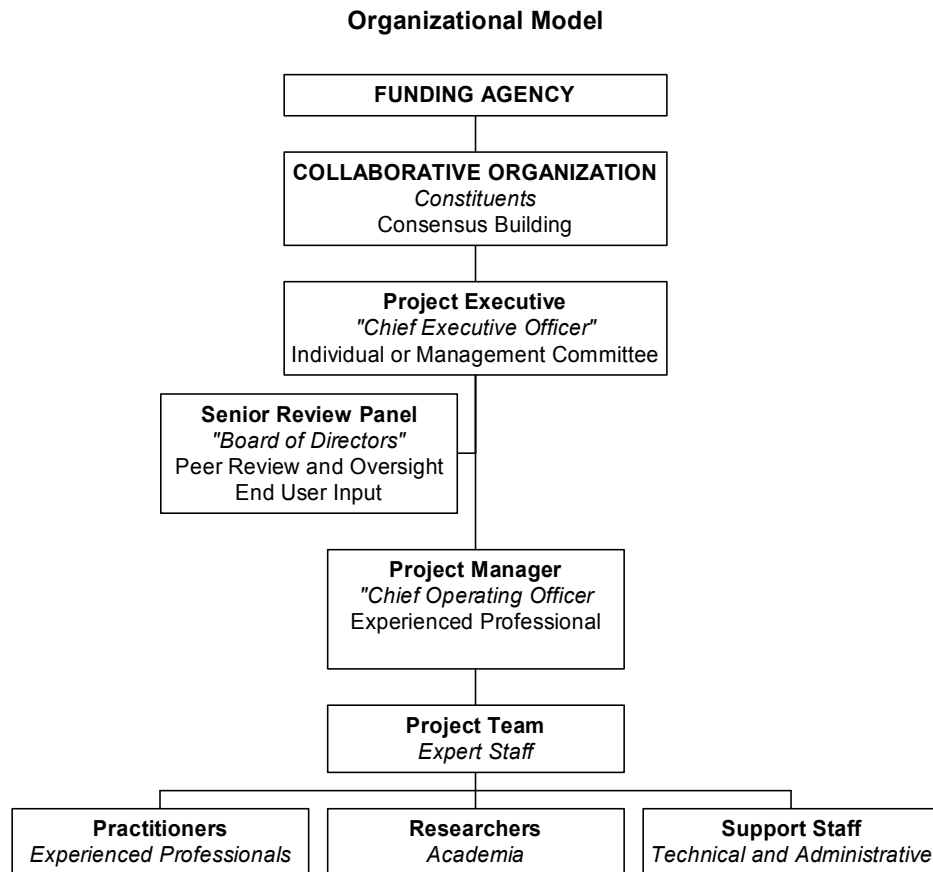 Organizational Model
FUNDING AGENCY
COLLABORATIVE ORGANIZATION
Constituents
Consensus Building
Project Executive
"Chief Executive Officer"
Individual or Management Committee
Senior Review Panel
"Board of Directors"
Peer Review and Oversight
End User Input
Project Manager
"Chief Operating Officer
Experienced Professional
Project Team
Expert Staff
Practitioners
Experienced Professionals
Researchers
Academia
Support Staff
Technical and Administrative